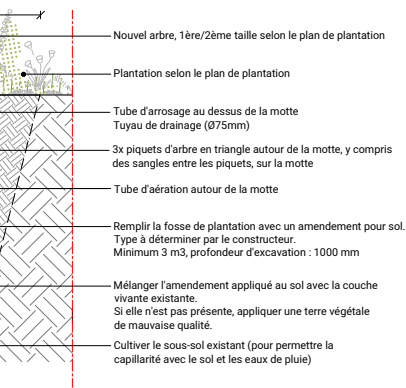 Nouvel arbre, 1ère/2ème taille selon le plan de plantation
Plantation selon le plan de plantation
Tube d'arrosage au dessus de la motte
Tuyau de drainage (Ø75mm)
3x piquets d'arbre en triangle autour de la motte, y compris
des sangles entre les piquets, sur la motte
Tube d'aération autour de la motte
Remplir la fosse de plantation avec un amendement pour sol.
Type à déterminer par le constructeur.
Minimum 3 m3, profondeur d'excavation : 1000 mm
Mélanger l'amendement appliqué au sol avec la couche
vivante existante.
Si elle n'est pas présente, appliquer une terre végétale
de mauvaise qualité.
Cultiver le sous-sol existant (pour permettre la
capillarité avec le sol et les eaux de pluie)